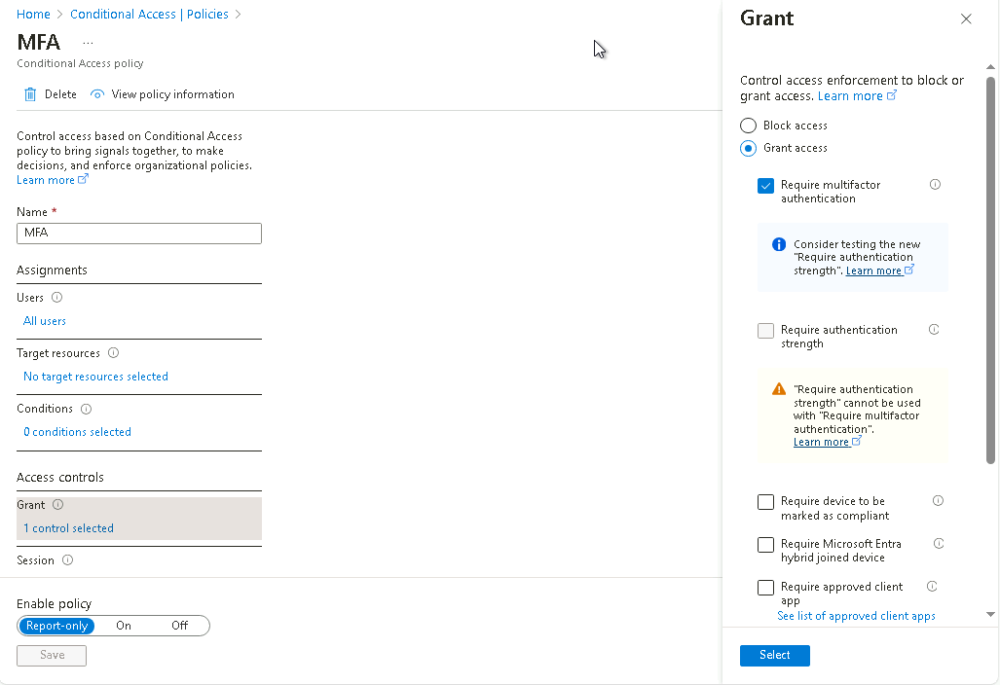 Home > Conditional Access | Policies >
MFA ...
Conditional Access policy
Delete View policy information
Control access based on Conditional Access
policy to bring signals together, to make
decisions, and enforce organizational policies.
Learn more
Name *
MFA
Assignments
Users
All users
Target resources
No target resources selected
Conditions
0 conditions selected
Access controls
Grant
1 control selected
Session
Enable policy
Report-only On Off
Save
Grant
Control access enforcement to block or
grant access. Learn more
Block access
Grant access
Require multifactor
authentication
Consider testing the new
"Require authentication
strength". Learn more
Require authentication
strength
"Require authentication
strength" cannot be used
with "Require multifactor
authentication".
Learn more
Require device to be
marked as compliant
Require Microsoft Entra
hybrid joined device
Require approved client
app
See list of approved client apps
Select